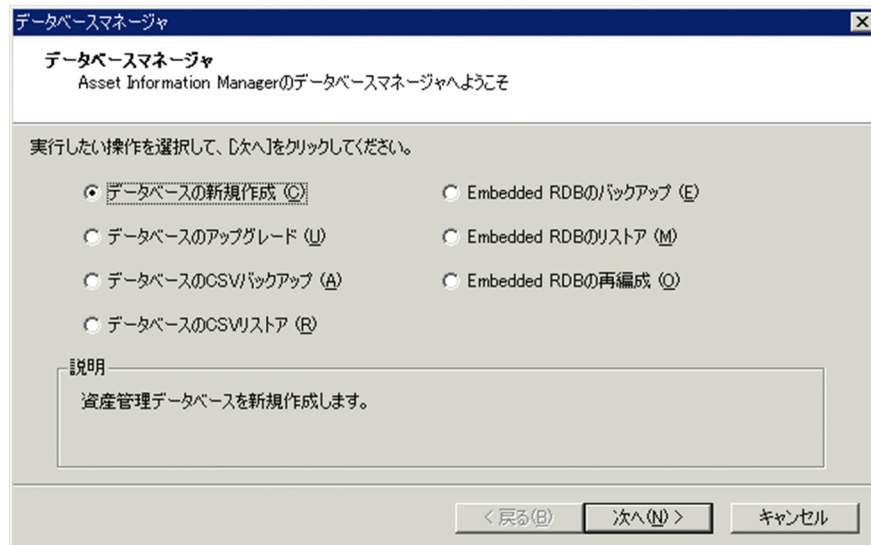 データベースマネージャ
データベースマネージャ
Asset Information Managerのデータベースマネージャへようこそ
実行したい操作を選択して、[次へ]をクリックしてください。
データベースの新規作成 (C)
データベースのアップグレード (U)
データベースのCSVバックアップ (A)
データベースのCSVリストア (R)
Embedded RDBのバックアップ (E)
Embedded RDBのリストア (M)
Embedded RDBの再編成 (O)
説明
資産管理データベースを新規作成します。
< 戻る(B) 次へ(N) > キャンセル